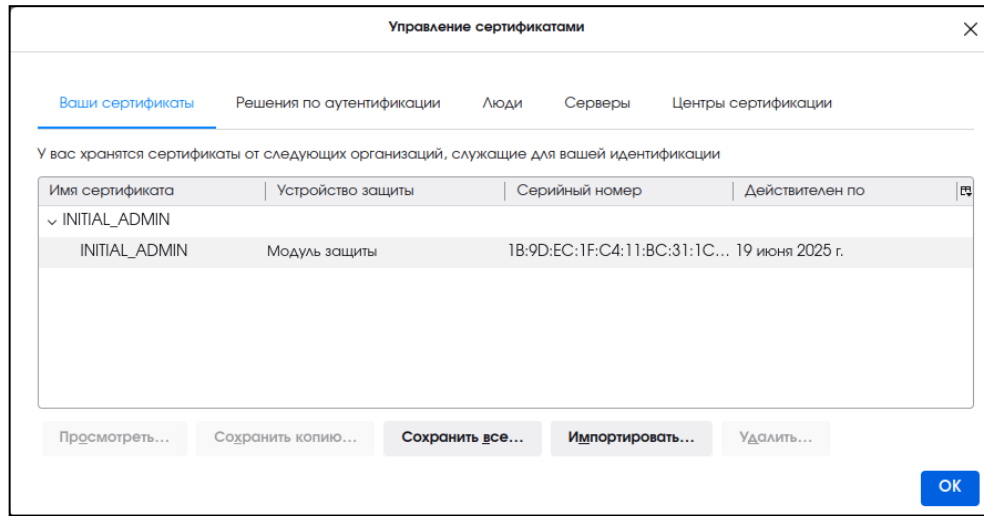 Управление сертификатами
Ваши сертификаты Решения по аутентификации Люди Серверы Центры сертификации
У вас хранятся сертификаты от следующих организаций, служащие для вашей идентификации
Имя сертификата Устройство защиты Серийный номер Действителен по
INITIAL_ADMIN
INITIAL_ADMIN Модуль защиты 1B:9D:EC:1F:C4:11:BC:31:1C... 19 июня 2025 г.
Просмотреть... Сохранить копию... Сохранить все... Импортировать... Удалить...
ОК